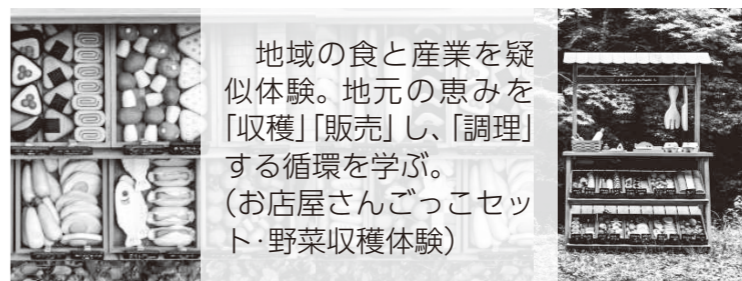 地域の食と産業を疑
似体験。地元の恵みを
「収穫」「販売」し、「調理」
する循環を学ぶ。
(お店屋さんごっこセッ
ト・野菜収穫体験)